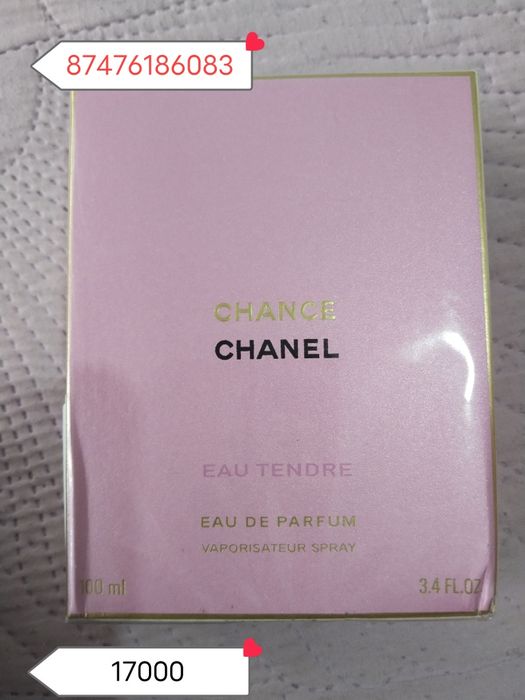 87476186083
CHANCE
CHANEL
EAU TENDRE
EAU DE PARFUM
VAPORISATEUR SPRAY
100 ml
3.4 FL.OZ
17000